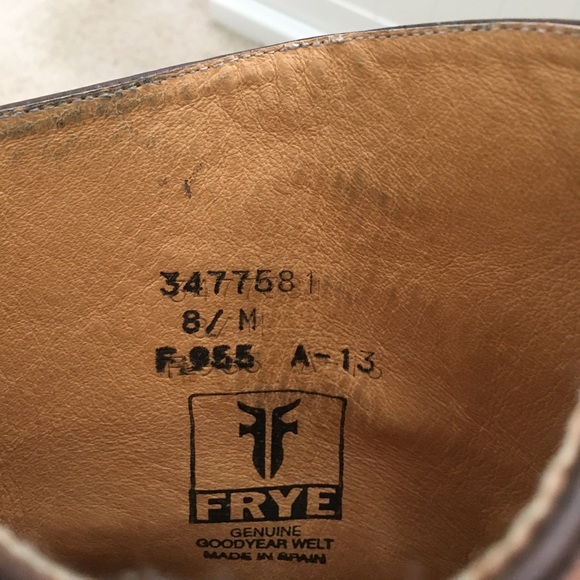 3477581
8/ M
F-955 A-13
FRYE
GENUINE
GOODYEAR WELT
MADE IN SPAIN